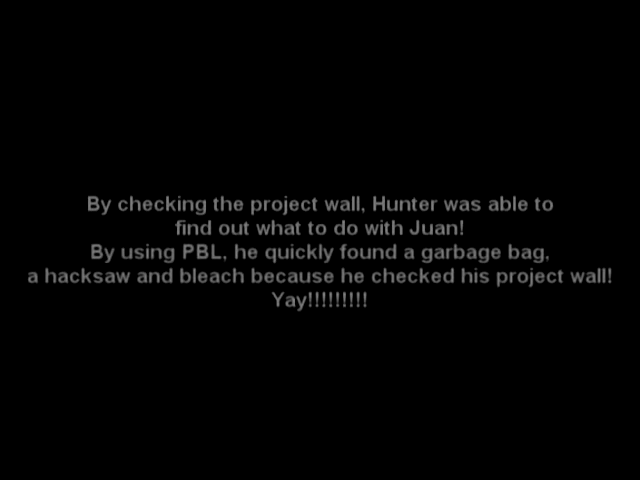 By checking the project wall, Hunter was able to
find out what to do with Juan!
By using PBL, he quickly found a garbage bag,
a hacksaw and bleach because he checked his project wall!
Yay!!!!!!!!!